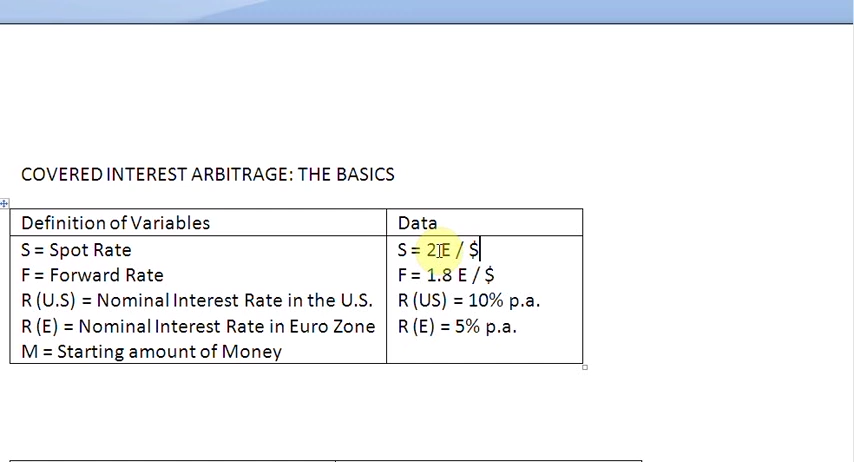 COVERED INTEREST ARBITRAGE: THE BASICS
Definition of Variables Data
S = Spot Rate S = 2 E / $
F = Forward Rate F = 1.8 E / $
R (U.S) = Nominal Interest Rate in the U.S. R (US) = 10% p.a.
R (E) = Nominal Interest Rate in Euro Zone R (E) = 5% p.a.
M = Starting amount of Money